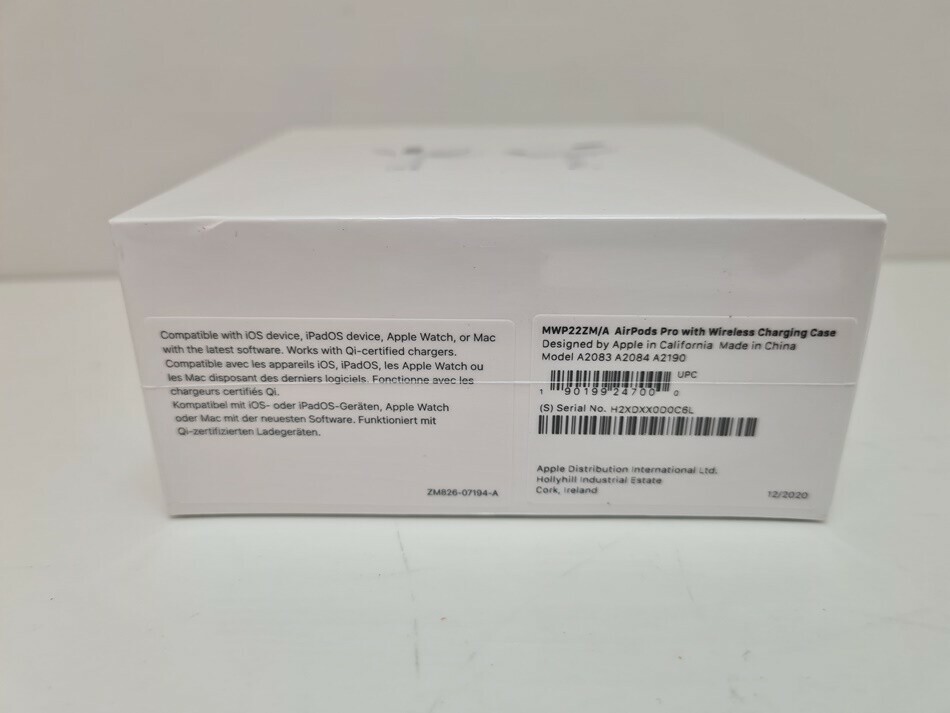 Compatible with iOS device, iPadOS device, Apple Watch, or Mac
with the latest software. Works with Qi-certified chargers.
Compatible avec les appareils iOS, iPadOS, les Apple Watch ou
les Mac disposant des derniers logiciels. Fonctionne avec les
chargeurs certifiés Qi.
Kompatibel mit iOS- oder iPadOS-Geräten, Apple Watch
oder Mac mit der neuesten Software. Funktioniert mit
Qi-zertifizierten Ladegeräten.
ZM826-07194-A
MWP22ZM/A AirPods Pro with Wireless Charging Case
Designed by Apple in California Made in China
Model A2083 A2084 A2190
UPC
1 90199 24700 0
(S) Serial No. H2XDXX0D0C6L
Apple Distribution International Ltd.
Hollyhill Industrial Estate
Cork, Ireland
12/2020